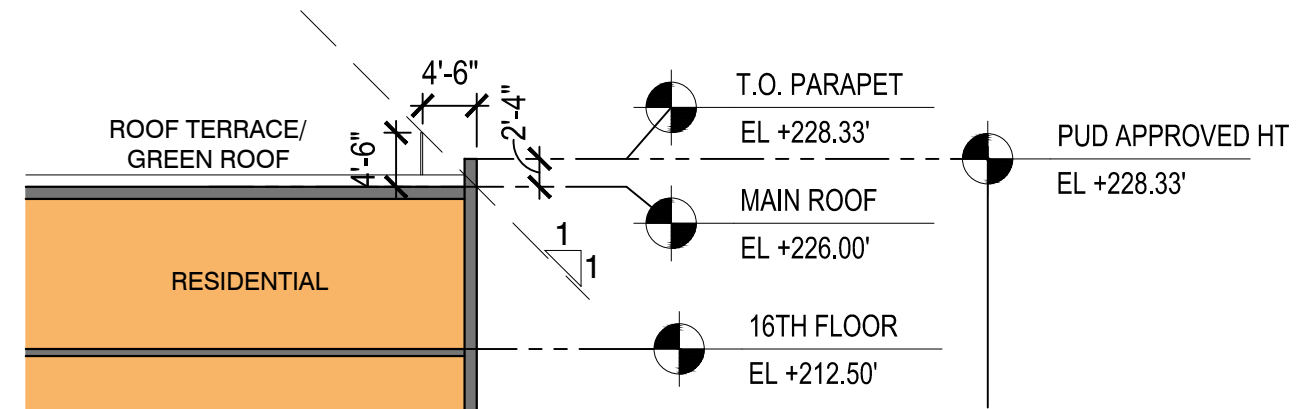 4'-6"
T.O. PARAPET
EL +228.33'
ROOF TERRACE/
GREEN ROOF
4'-6"
2'-4"
PUD APPROVED HT
EL +228.33'
MAIN ROOF
EL +226.00'
1
1
RESIDENTIAL
16TH FLOOR
EL +212.50'